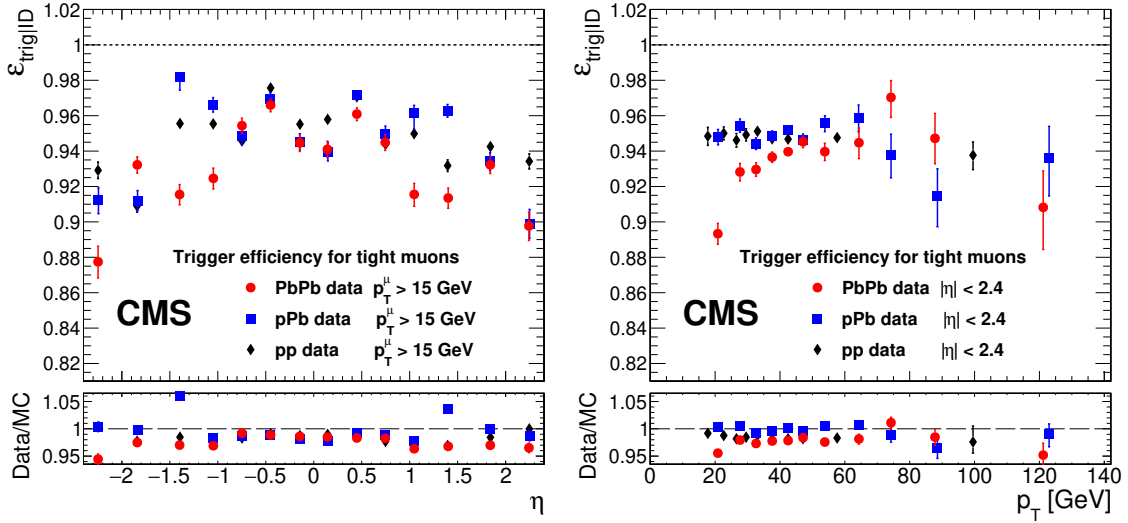 1.02
1
0.98
0.96
0.94
0.92
0.9
0.88
0.86
0.84
0.82
ε trig|ID
Trigger efficiency for tight muons
PbPb data p_T^μ > 15 GeV
pPb data p_T^μ > 15 GeV
pp data p_T^μ > 15 GeV
CMS
1.05
1
0.95
Data/MC
−2 −1.5 −1 −0.5 0 0.5 1 1.5 2
η
1.02
1
0.98
0.96
0.94
0.92
0.9
0.88
0.86
0.84
0.82
ε trig|ID
Trigger efficiency for tight muons
PbPb data |η| < 2.4
pPb data |η| < 2.4
pp data |η| < 2.4
CMS
1.05
1
0.95
Data/MC
0 20 40 60 80 100 120 140
p_T [GeV]